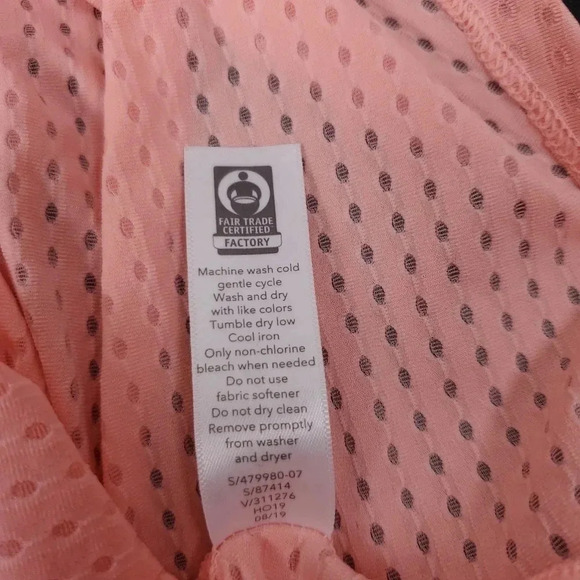 FAIR TRADE
CERTIFIED
FACTORY
Machine wash cold
gentle cycle
Wash and dry
with like colors
Tumble dry low
Cool iron
Only non-chlorine
bleach when needed
Do not use
fabric softener
Do not dry clean
Remove promptly
from washer
and dryer
S/479980-07
S/87414
V/311276
HO19
08/19